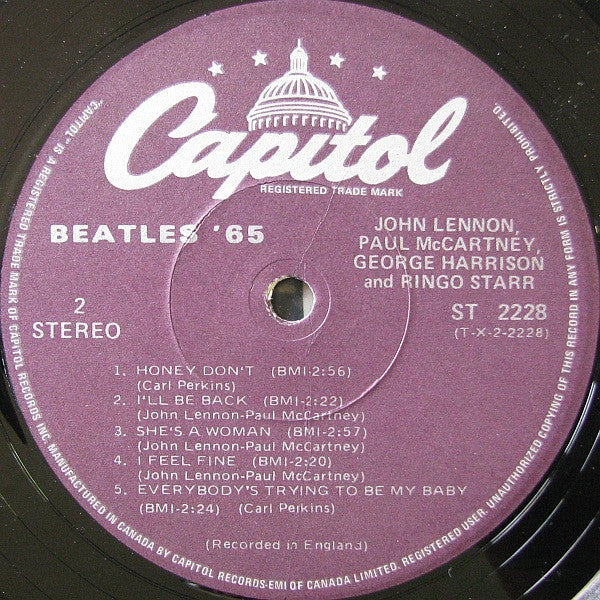 Capitol
REGISTERED TRADE MARK
BEATLES '65
JOHN LENNON,
PAUL McCARTNEY,
GEORGE HARRISON
and RINGO STARR
2
STEREO
ST 2228
(T-X-2-2228)
1. HONEY DON'T (BMI-2:56)
(Carl Perkins)
2. I'LL BE BACK (BMI-2:22)
(John Lennon-Paul McCartney)
3. SHE'S A WOMAN (BMI-2:57)
(John Lennon-Paul McCartney)
4. I FEEL FINE (BMI-2:20)
(John Lennon-Paul McCartney)
5. EVERYBODY'S TRYING TO BE MY BABY
(BMI-2:24) (Carl Perkins)
(Recorded in England)
"CAPITOL" IS A REGISTERED TRADE MARK OF CAPITOL RECORDS INC. MANUFACTURED IN CANADA BY CAPITOL RECORDS-EMI OF CANADA LIMITED. REGISTERED USER. UNAUTHORIZED COPYING OF THIS RECORD IN ANY FORM IS STRICTLY PROHIBITED.